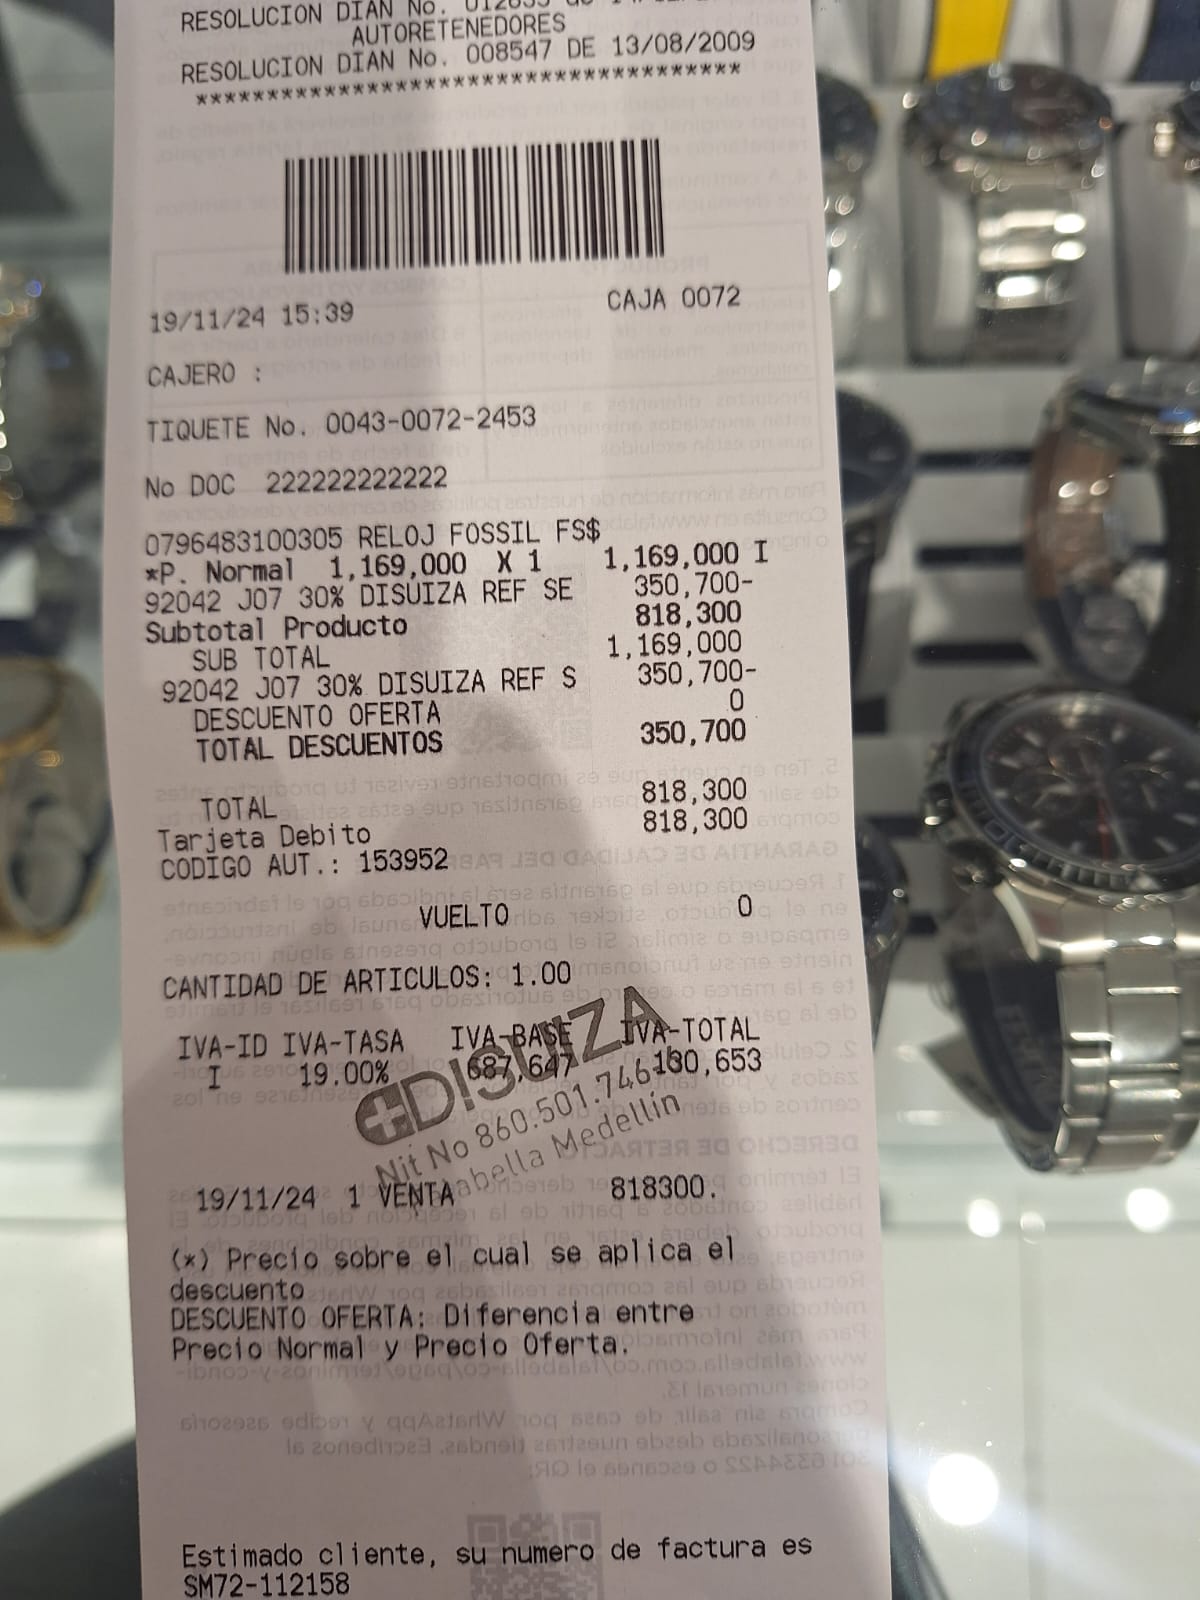 RESOLUCION DIAN No.
AUTORETENEDORES
RESOLUCION DIAN No. 008547 DE 13/08/2009
****************************************
19/11/24 15:39 CAJA 0072
CAJERO :
TIQUETE No. 0043-0072-2453
No DOC 222222222222
0796483100305 RELOJ FOSSIL FS$
*P. Normal 1,169,000 X 1 1,169,000 I
92042 J07 30% DISUIZA REF SE 350,700-
Subtotal Producto 818,300
SUB TOTAL 1,169,000
92042 J07 30% DISUIZA REF S 350,700-
DESCUENTO OFERTA 0
TOTAL DESCUENTOS 350,700
TOTAL 818,300
Tarjeta Debito 818,300
CODIGO AUT.: 153952
VUELTO 0
CANTIDAD DE ARTICULOS: 1.00
IVA-ID IVA-TASA IVA-BASE IVA-TOTAL
I 19.00% 687,647 130,653
DISUIZA
Nit No 860.501.746
abella Medellín
19/11/24 1 VENTA 818300.
(*) Precio sobre el cual se aplica el
descuento
DESCUENTO OFERTA: Diferencia entre
Precio Normal y Precio Oferta.
Estimado cliente, su numero de factura es
SM72-112158